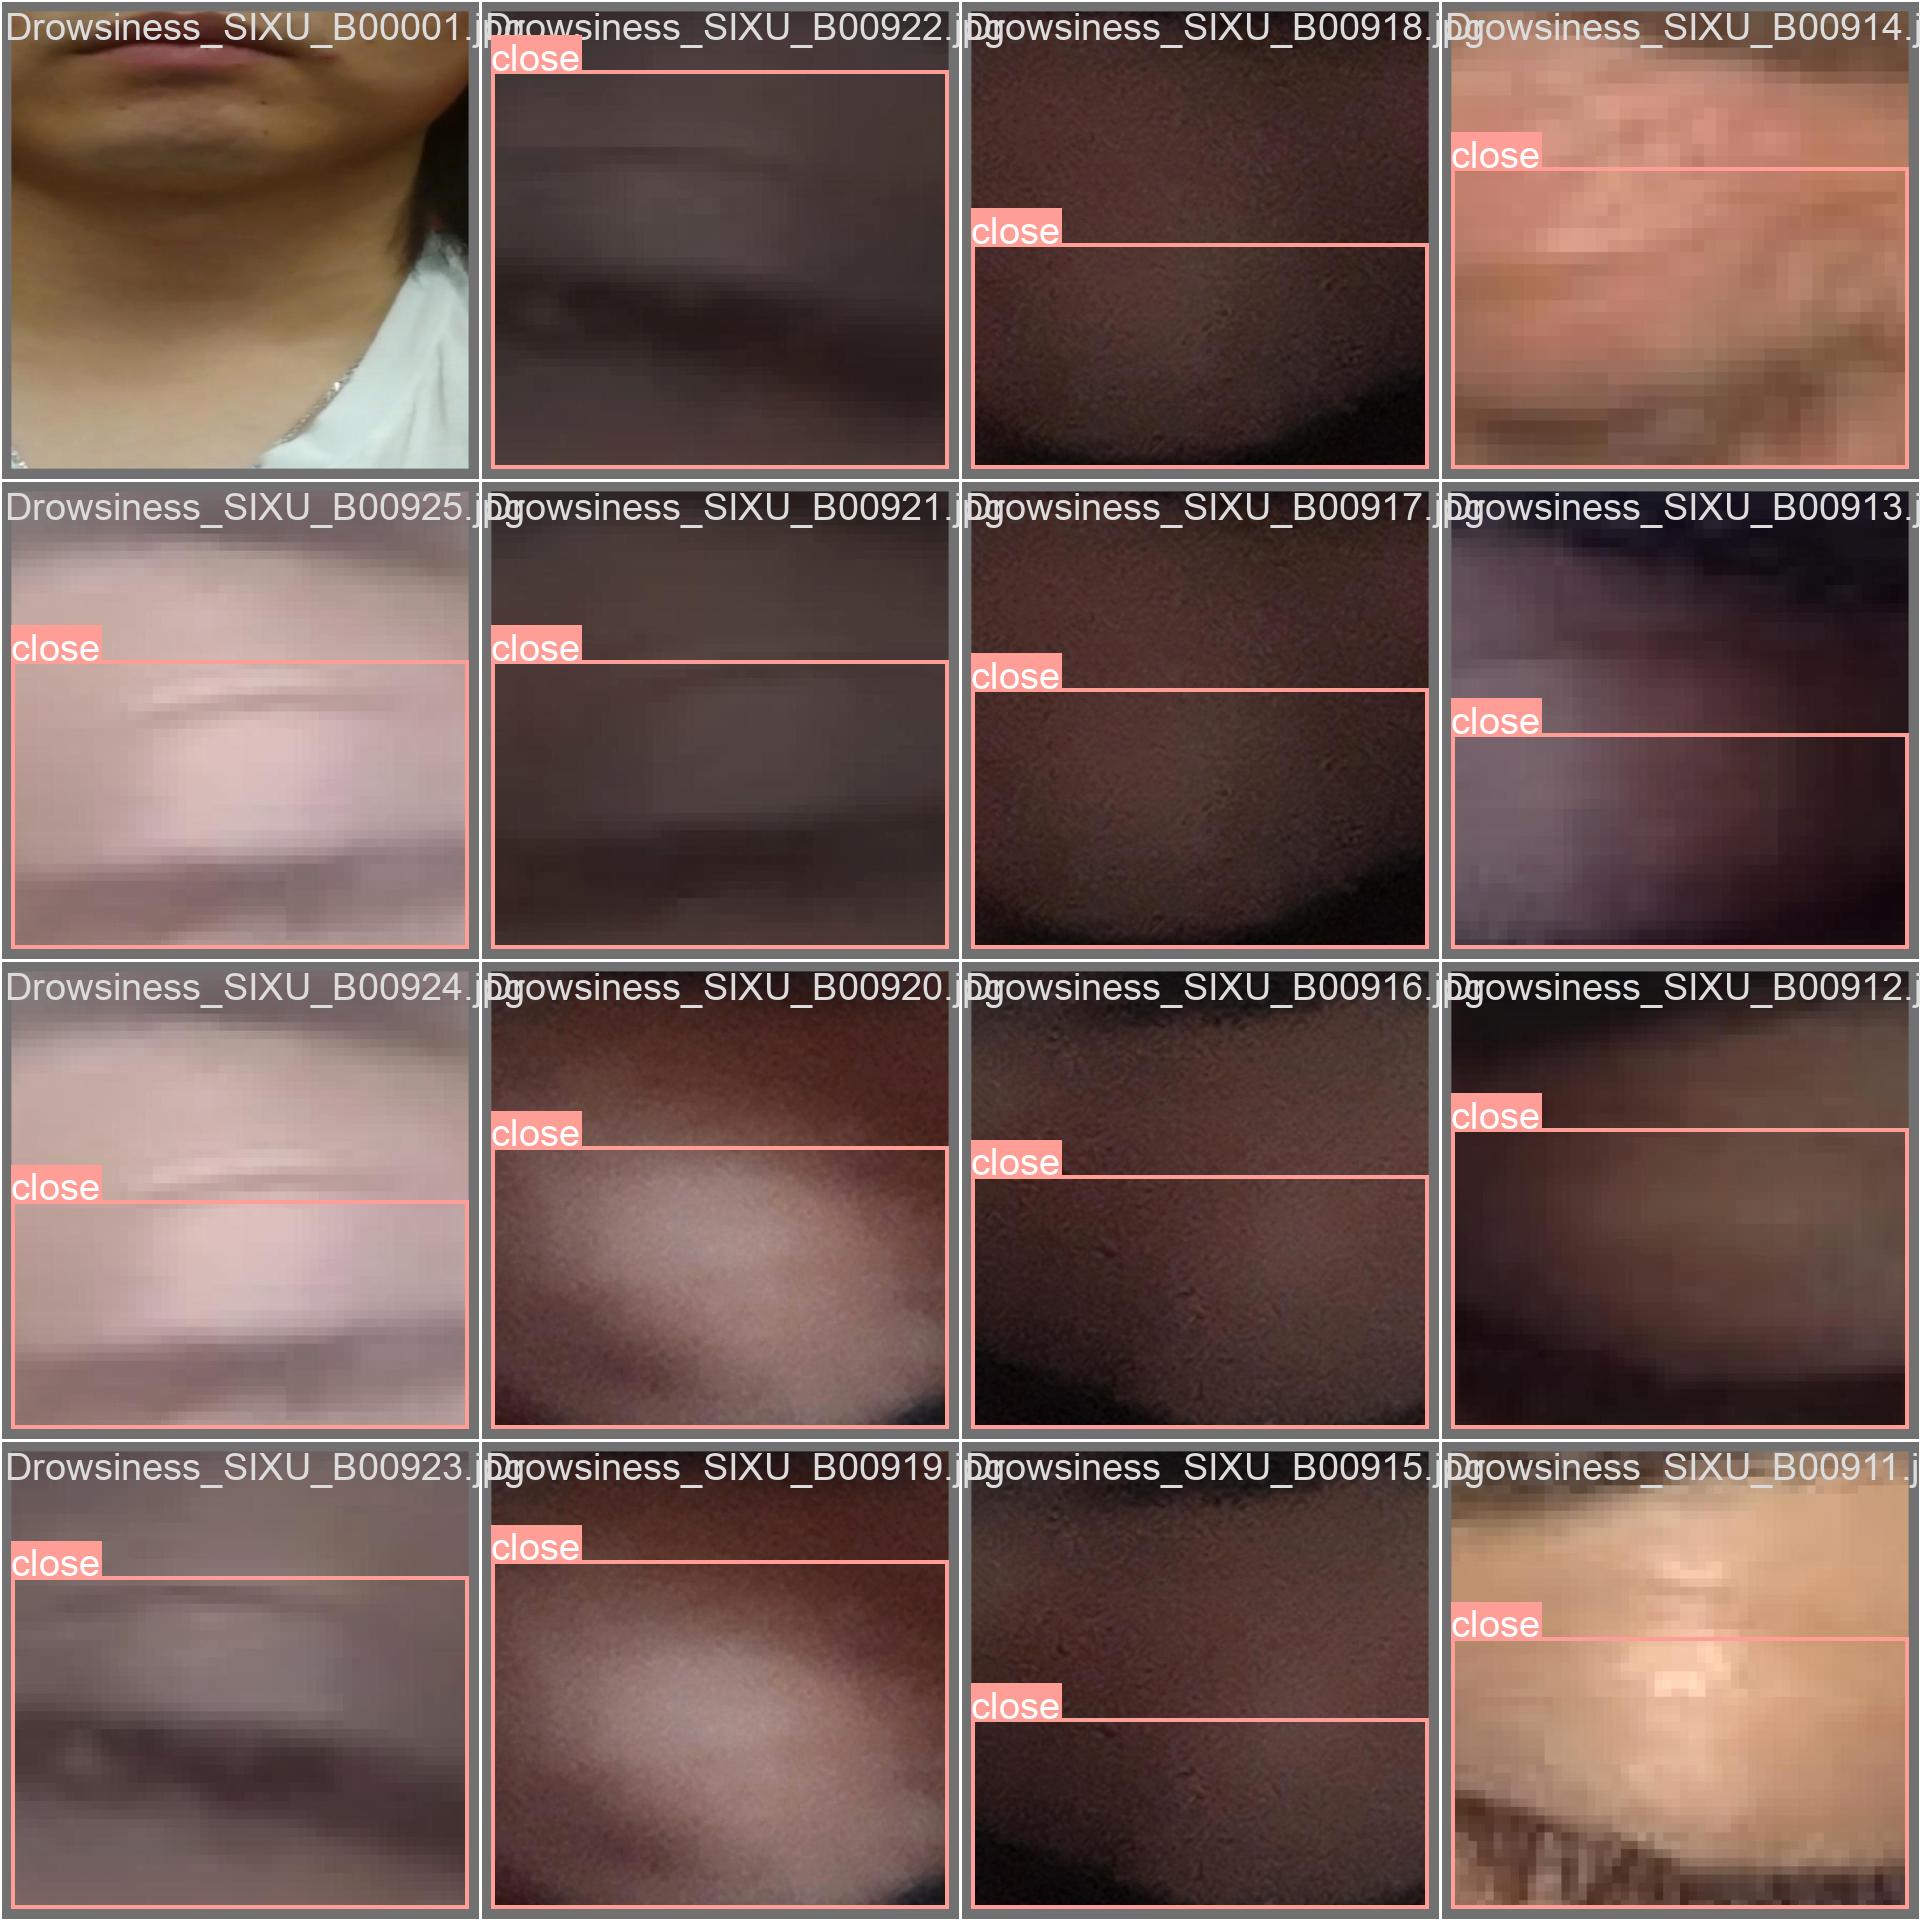 Drowsiness_SIXU_B00001.jpg
Drowsiness_SIXU_B00922.jpg
Drowsiness_SIXU_B00918.jpg
Drowsiness_SIXU_B00914.j
close
close
close
Drowsiness_SIXU_B00925.jpg
Drowsiness_SIXU_B00921.jpg
Drowsiness_SIXU_B00917.jpg
Drowsiness_SIXU_B00913.j
close
close
close
close
Drowsiness_SIXU_B00924.jpg
Drowsiness_SIXU_B00920.jpg
Drowsiness_SIXU_B00916.jpg
Drowsiness_SIXU_B00912.j
close
close
close
close
Drowsiness_SIXU_B00923.jpg
Drowsiness_SIXU_B00919.jpg
Drowsiness_SIXU_B00915.jpg
Drowsiness_SIXU_B00911.j
close
close
close
close